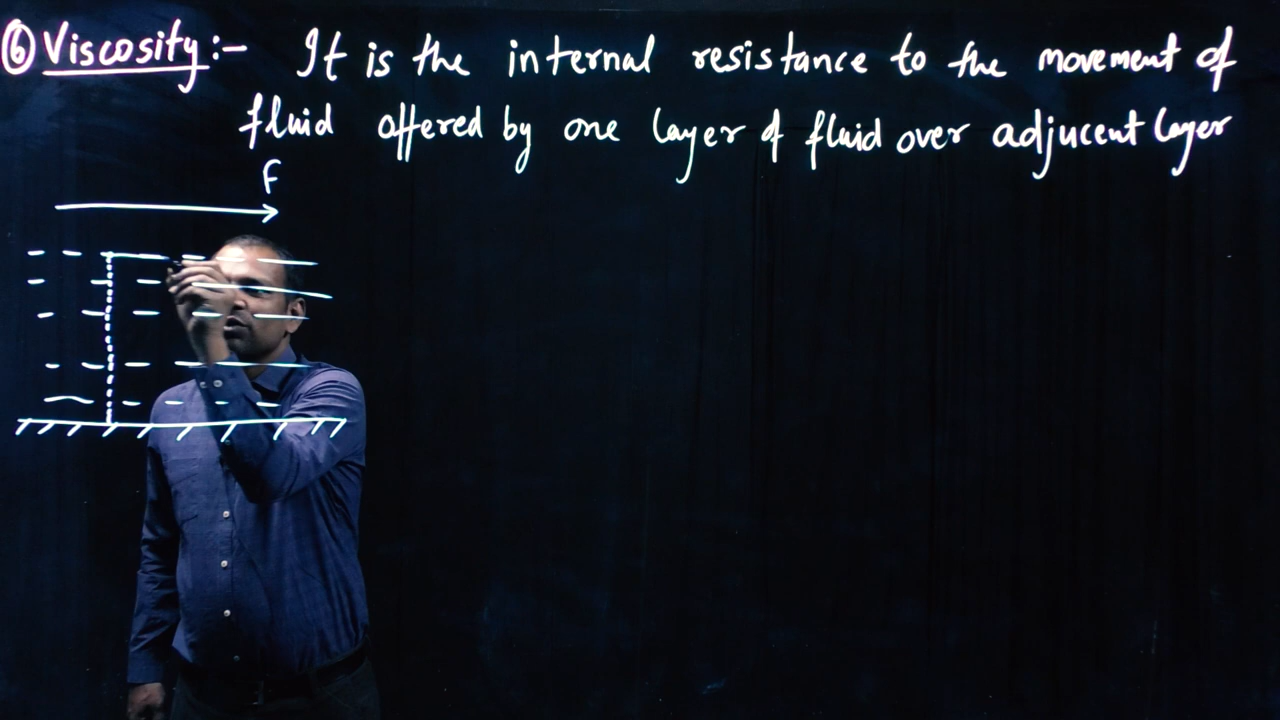 6 Viscosity :- It is the internal resistance to the movement of
fluid offered by one layer of fluid over adjucent layer
F